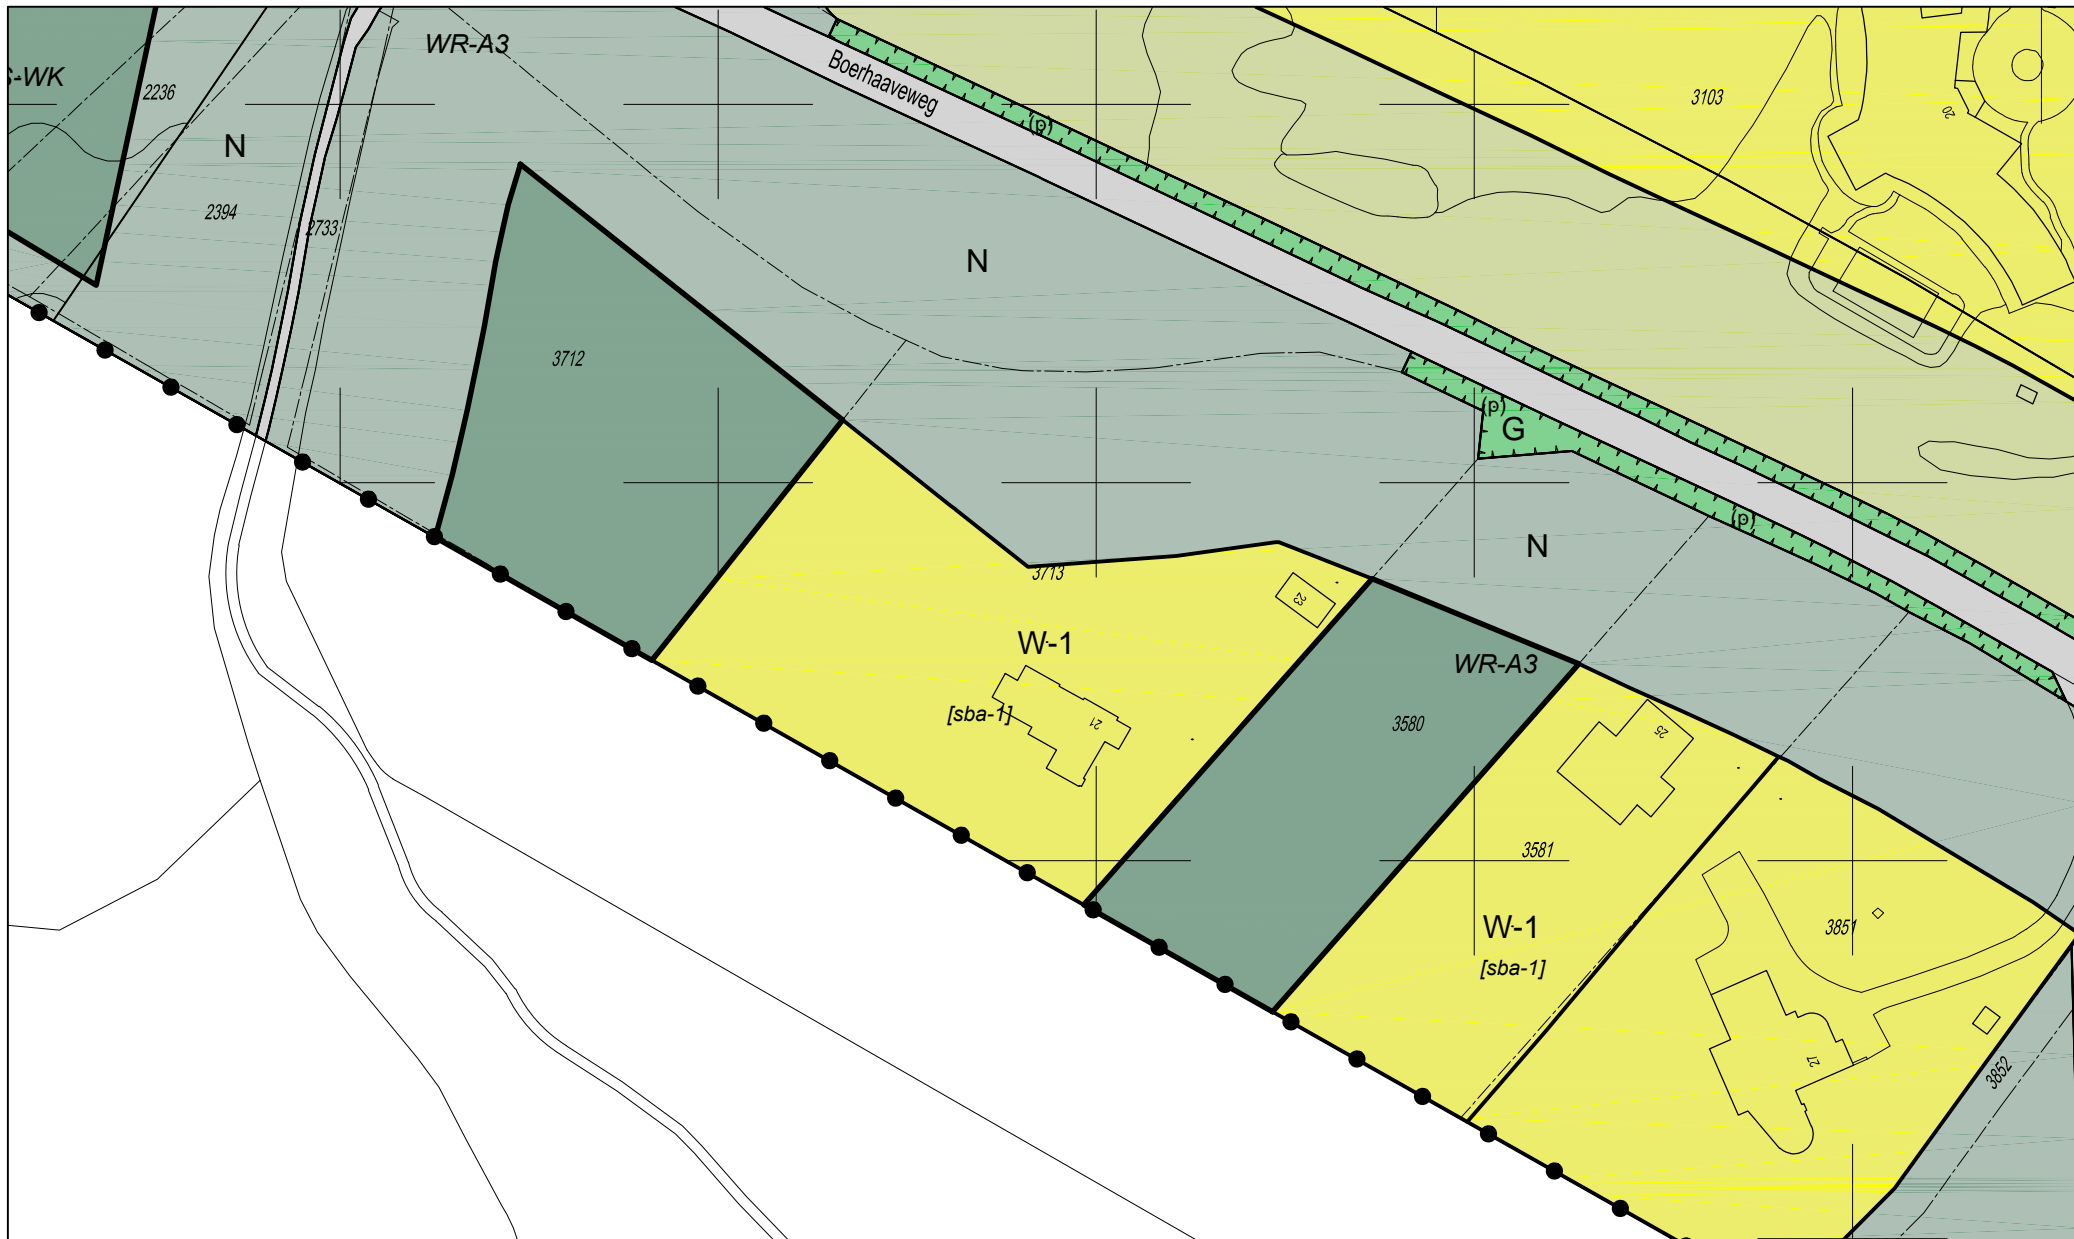 WR-A3
S-WK
2236
Boerhaaveweg
3103
20
(p)
N
2394
2733
N
3712
(p)
G
(p)
N
3713
23
W-1
WR-A3
[sba-1]
21
3580
25
3581
W-1
3851
[sba-1]
27
3852